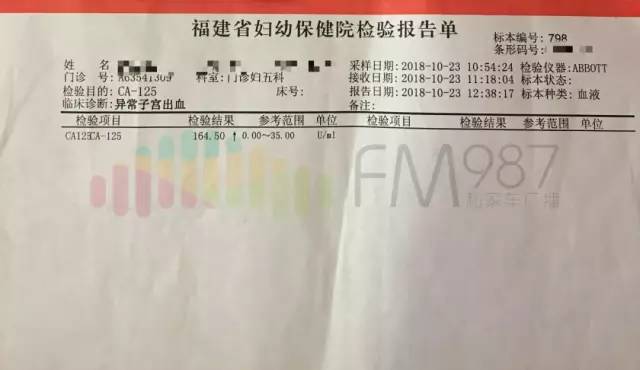 福建省妇幼保健院检验报告单
标本编号: 798
条形码号:
姓 名 采样日期:2018-10-23 10:54:24 检验仪器:ABBOTT
门诊 号:A63541309 科室:门诊妇五科 接收日期:2018-10-23 11:18:04 标本状态:
检验目的:CA-125 床号: 报告日期:2018-10-23 12:38:17 标本种类:血液
临床诊断:异常子宫出血 备注:
检验项目 检验结果 参考范围 单位 检验项目 检验结果 参考范围 单位
CA125CA-125 164.50 ↑ 0.00~35.00 U/ml
FM987
私家车广播